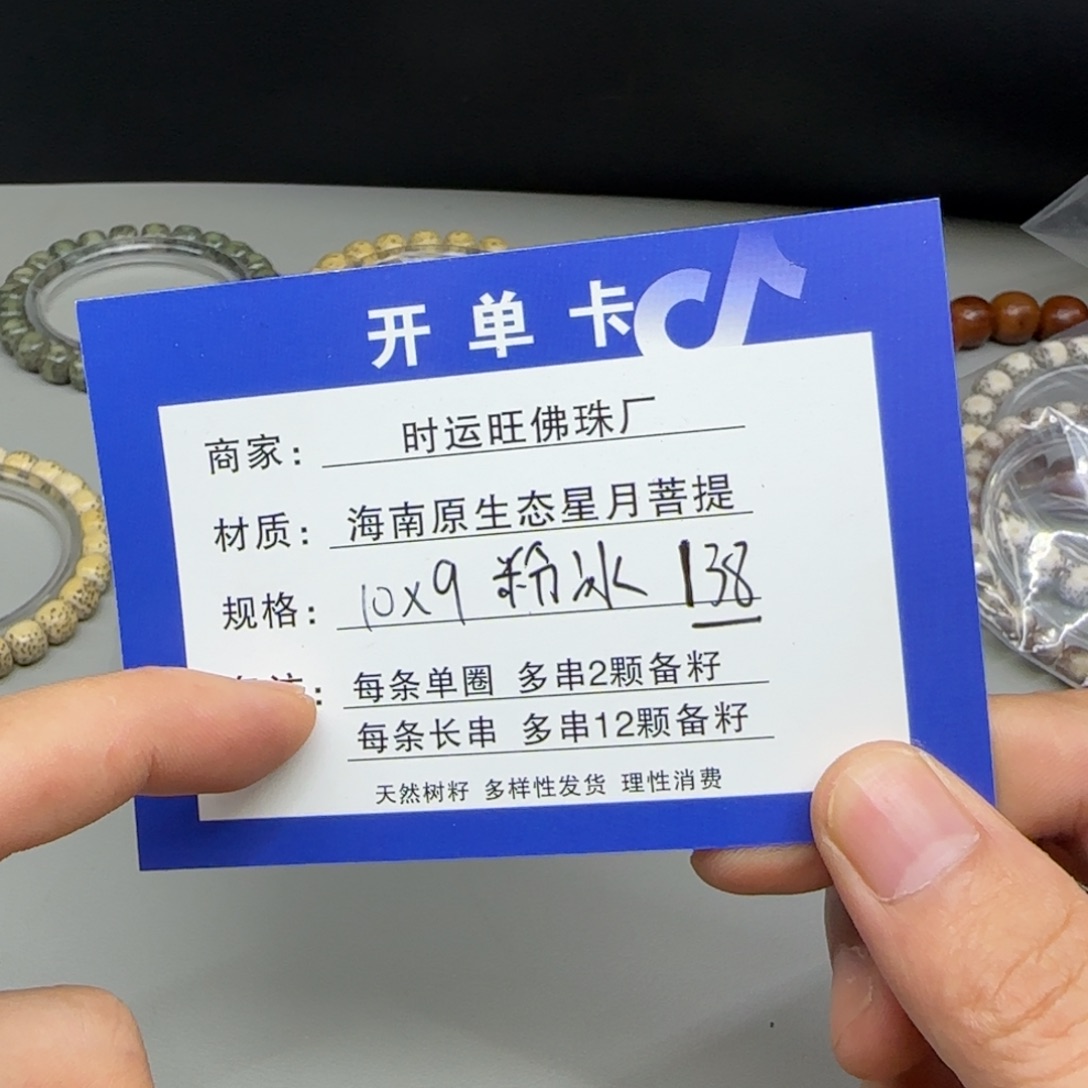 开单卡
商家： 时运旺佛珠厂
材质： 海南原生态星月菩提
规格： 10x9 粉冰 138
每条单圈 多串2颗备籽
每条长串 多串12颗备籽
天然树籽 多样性发货 理性消费